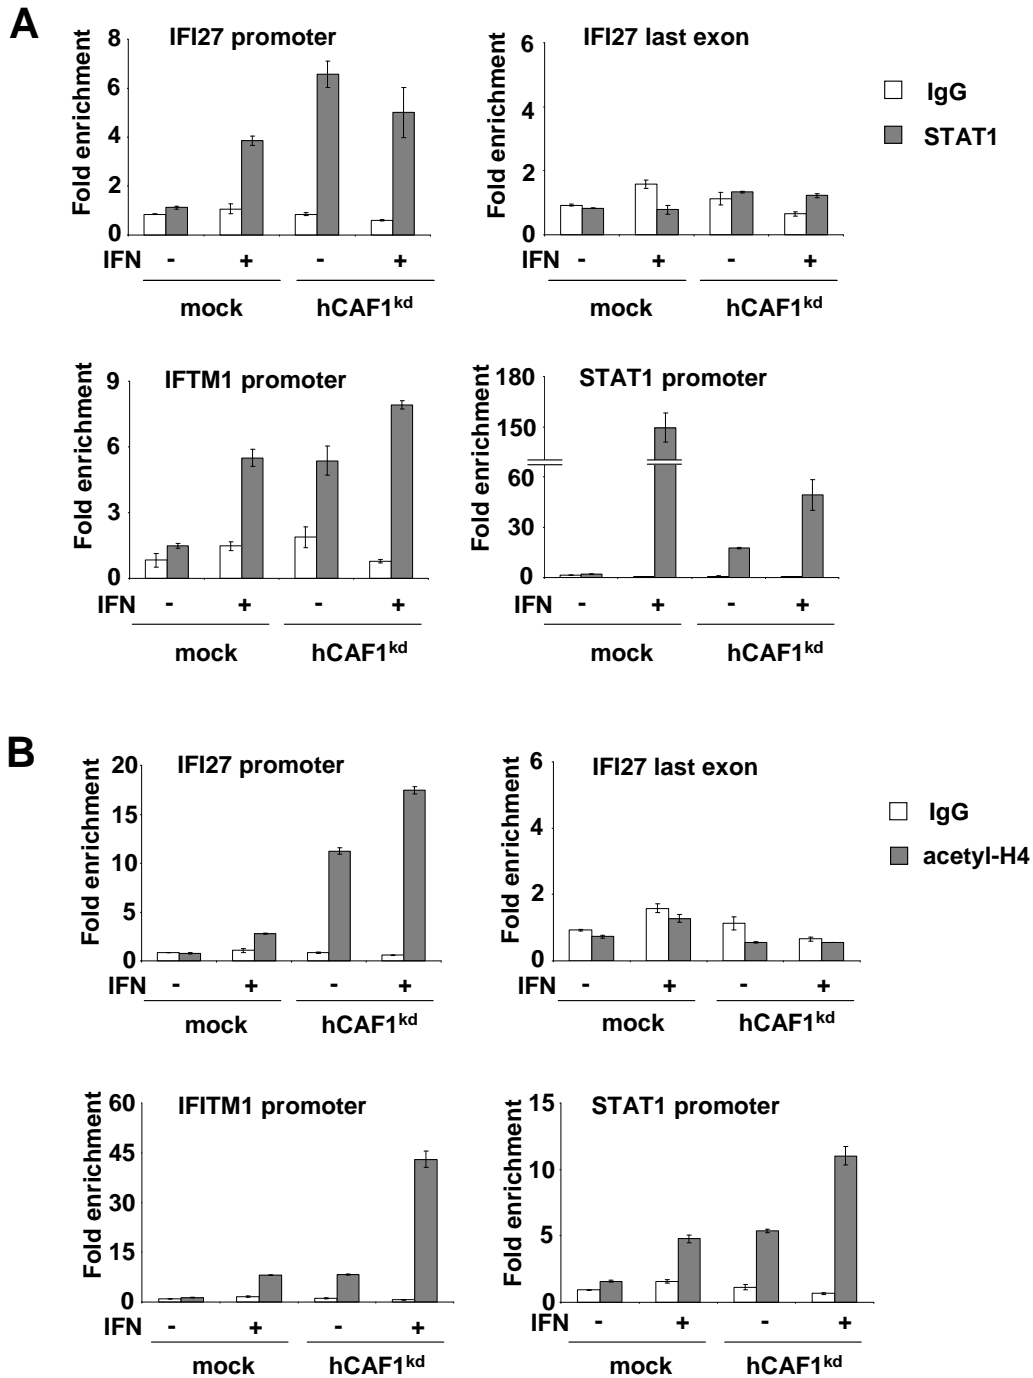 A
IFI27 promoter
8
6
4
2
0
Fold enrichment
IFN - + - +
mock hCAF1kd
IFI27 last exon
6
4
2
0
Fold enrichment
IFN - + - +
mock hCAF1kd
IgG
STAT1
IFTM1 promoter
9
6
3
0
Fold enrichment
IFN - + - +
mock hCAF1kd
STAT1 promoter
180
150
60
30
0
Fold enrichment
IFN - + - +
mock hCAF1kd
B
IFI27 promoter
20
15
10
5
0
Fold enrichment
IFN - + - +
mock hCAF1kd
IFI27 last exon
6
4
2
0
Fold enrichment
IFN - + - +
mock hCAF1kd
IgG
acetyl-H4
IFITM1 promoter
60
45
30
15
0
Fold enrichment
IFN - + - +
mock hCAF1kd
STAT1 promoter
15
10
5
0
Fold enrichment
IFN - + - +
mock hCAF1kd